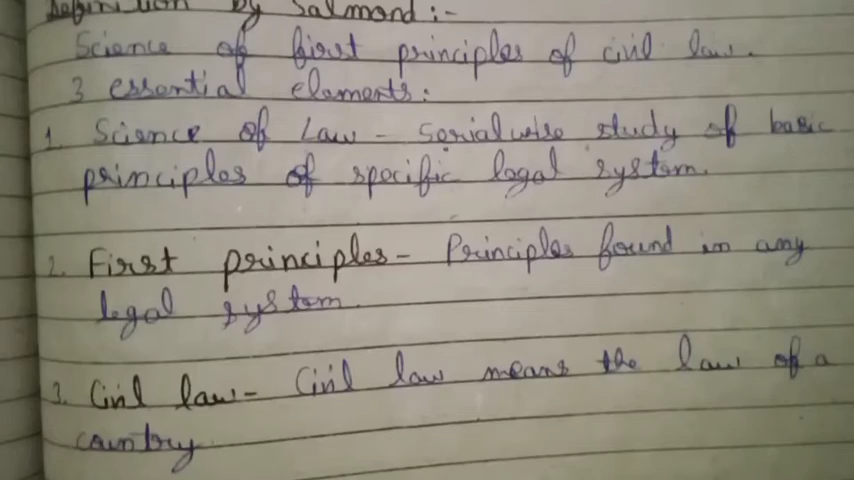 Definition by Salmond:-
Science of first principles of civil law.
3 essential elements:
1. Science of Law - Serialwise study of basic
principles of specific legal system.
2. First principles - Principles found in any
legal system.
3. Civil law - Civil law means the law of a
country.